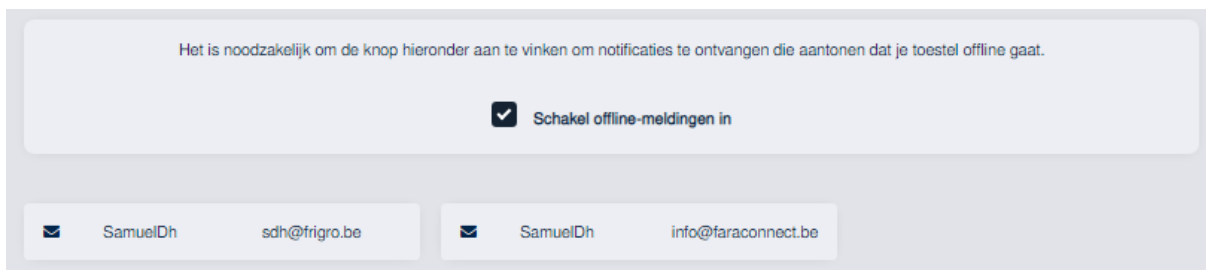 Het is noodzakelijk om de knop hieronder aan te vinken om notificaties te ontvangen die aantonen dat je toestel offline gaat.
Schakel offline-meldingen in
SamuelDh sdh@frigro.be SamuelDh info@faraconnect.be